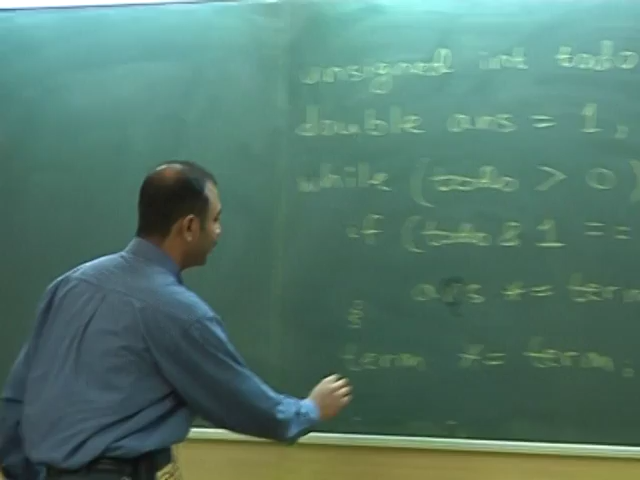 unsigned int todo
double ans = 1,
while (todo > 0)
if (todo & 1 ==
ans *= term
}
term *= term.